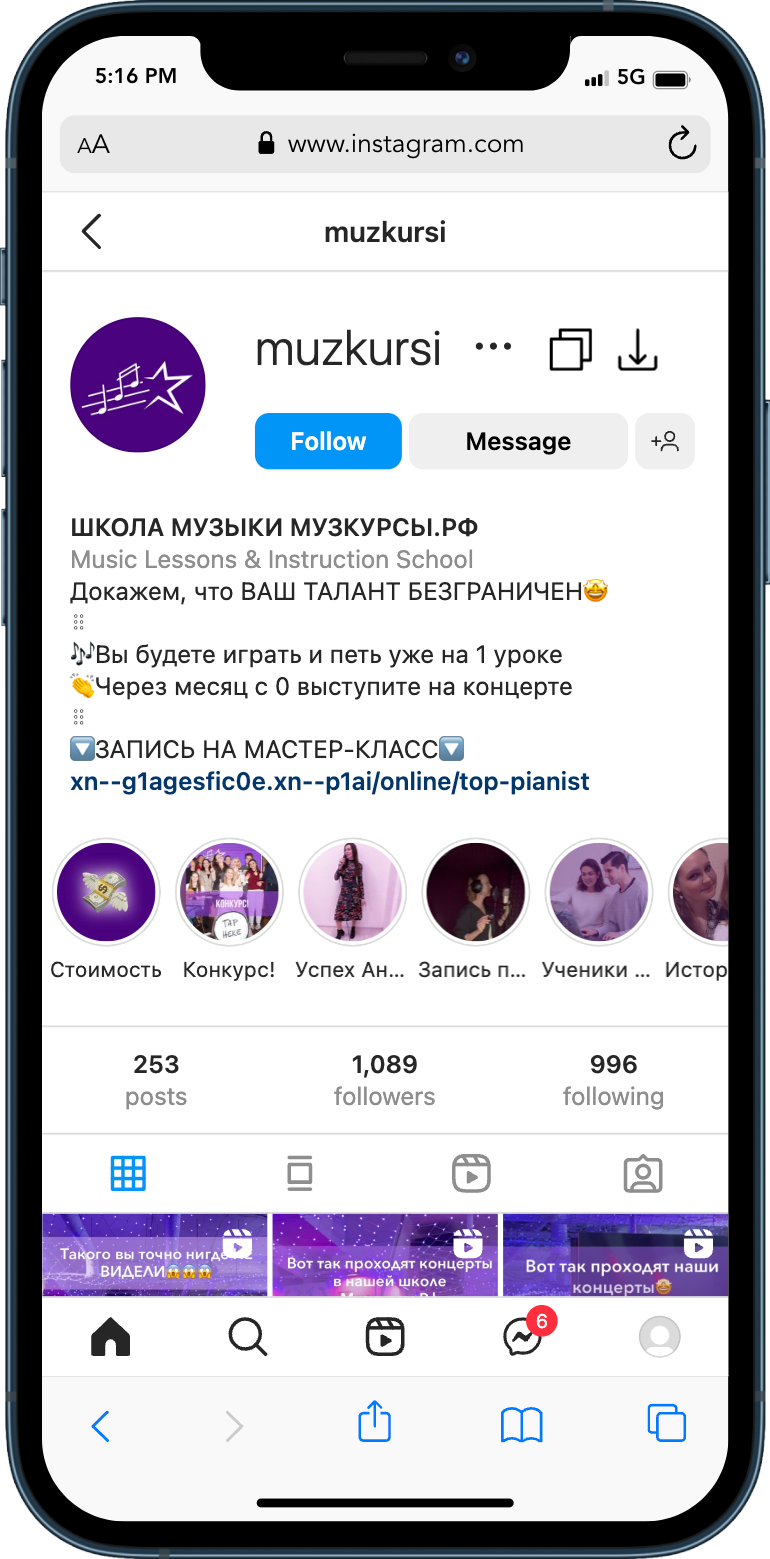 5:16 PM
5G
AA
www.instagram.com
muzkursi
muzkursi
Follow
Message
ШКОЛА МУЗЫКИ МУЗКУРСЫ.РФ
Music Lessons & Instruction School
Докажем, что ВАШ ТАЛАНТ БЕЗГРАНИЧЕН🤩
⠿
🎶Вы будете играть и петь уже на 1 уроке
👏Через месяц с 0 выступите на концерте
⠿
🔽ЗАПИСЬ НА МАСТЕР-КЛАСС🔽
xn--g1agesfic0e.xn--p1ai/online/top-pianist
КОНКУРС!
TAP
HERE
Стоимость Конкурс! Успех Ан... Запись п... Ученики ... Истор
253 1,089 996
posts followers following
Такого вы точно
ВИДЕЛИ😱😱😱
Вот так проходят концерты
в нашей школе
Вот так проходят наши
концерты🤩
6